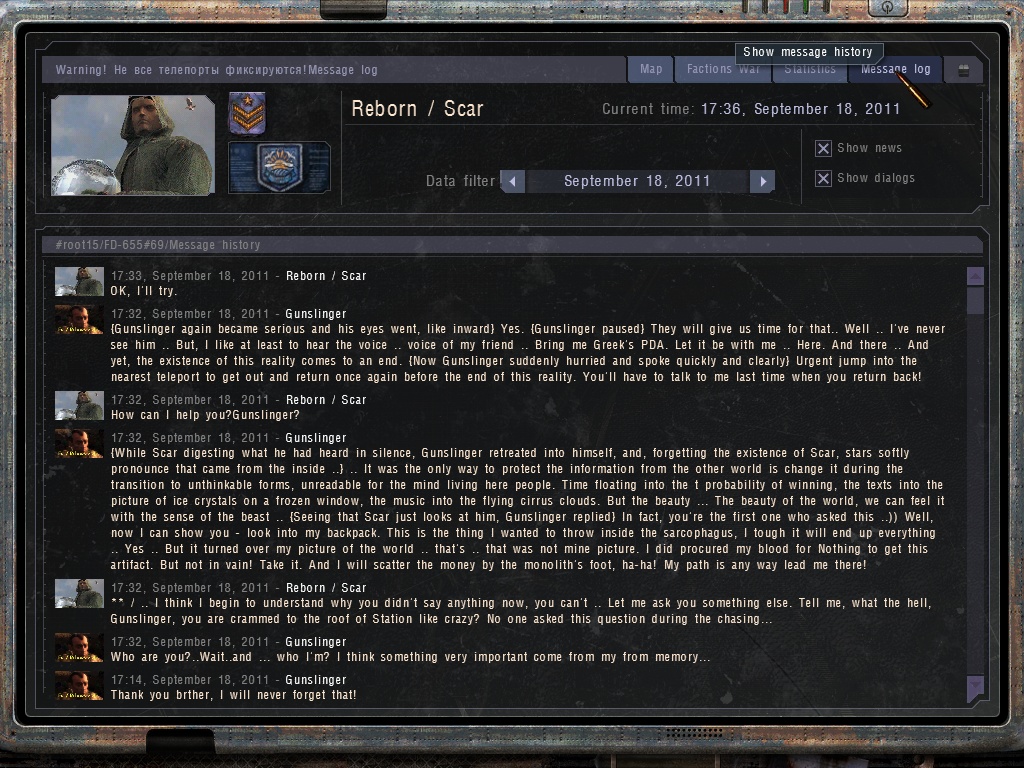 Show message history
Warning! Не все телепорты фиксируются!Message log
Map
Factions War
Statistics
Message log
Reborn / Scar
Current time: 17:36, September 18, 2011
Show news
Data filter
September 18, 2011
Show dialogs
#root15/FD-655#69/Message history
17:33, September 18, 2011 - Reborn / Scar
OK, I'll try.
17:32, September 18, 2011 - Gunslinger
{Gunslinger again became serious and his eyes went, like inward} Yes. {Gunslinger paused} They will give us time for that.. Well .. I've never
see him .. But, I like at least to hear the voice .. voice of my friend .. Bring me Greek's PDA. Let it be with me .. Here. And there .. And
yet, the existence of this reality comes to an end. {Now Gunslinger suddenly hurried and spoke quickly and clearly} Urgent jump into the
nearest teleport to get out and return once again before the end of this reality. You'll have to talk to me last time when you return back!
17:32, September 18, 2011 - Reborn / Scar
How can I help you?Gunslinger?
17:32, September 18, 2011 - Gunslinger
{While Scar digesting what he had heard in silence, Gunslinger retreated into himself, and, forgetting the existence of Scar, stars softly
pronounce that came from the inside ..} .. It was the only way to protect the information from the other world is change it during the
transition to unthinkable forms, unreadable for the mind living here people. Time floating into the t probability of winning, the texts into the
picture of ice crystals on a frozen window, the music into the flying cirrus clouds. But the beauty ... The beauty of the world, we can feel it
with the sense of the beast .. {Seeing that Scar just looks at him, Gunslinger replied} In fact, you're the first one who asked this ..)) Well,
now I can show you - look into my backpack. This is the thing I wanted to throw inside the sarcophagus, I tough it will end up everything
.. Yes .. But it turned over my picture of the world .. that's .. that was not mine picture. I did procured my blood for Nothing to get this
artifact. But not in vain! Take it. And I will scatter the money by the monolith's foot, ha-ha! My path is any way lead me there!
17:32, September 18, 2011 - Reborn / Scar
** / .. I think I begin to understand why you didn't say anything now, you can't .. Let me ask you something else. Tell me, what the hell,
Gunslinger, you are crammed to the roof of Station like crazy? No one asked this question during the chasing...
17:32, September 18, 2011 - Gunslinger
Who are you?..Wait..and ... who I'm? I think something very important come from my from memory...
17:14, September 18, 2011 - Gunslinger
Thank you brther, I will never forget that!